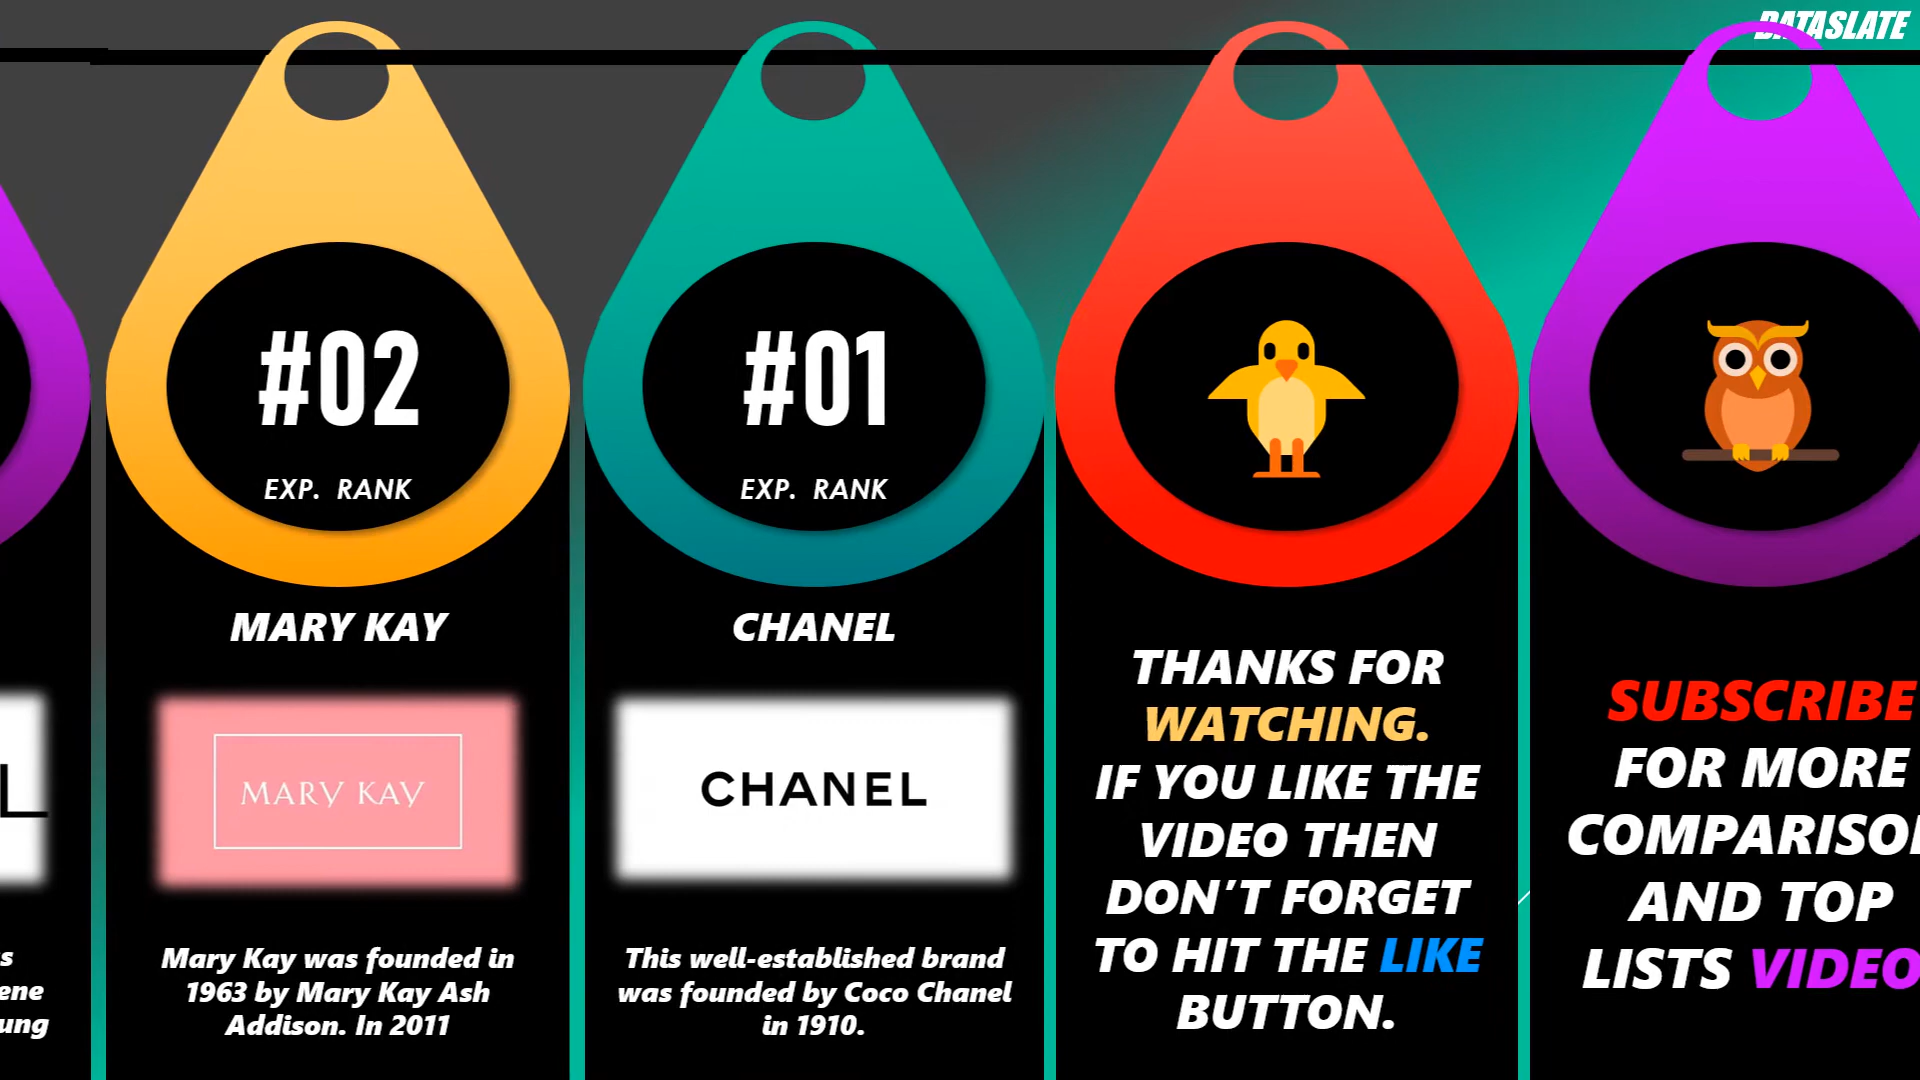 DATASLATE
#02
EXP. RANK
MARY KAY
MARY KAY
Mary Kay was founded in
1963 by Mary Kay Ash
Addison. In 2011
#01
EXP. RANK
CHANEL
CHANEL
This well-established brand
was founded by Coco Chanel
in 1910.
THANKS FOR
WATCHING.
IF YOU LIKE THE
VIDEO THEN
DON'T FORGET
TO HIT THE LIKE
BUTTON.
SUBSCRIBE
FOR MORE
AND TOP
LISTS VIDEO